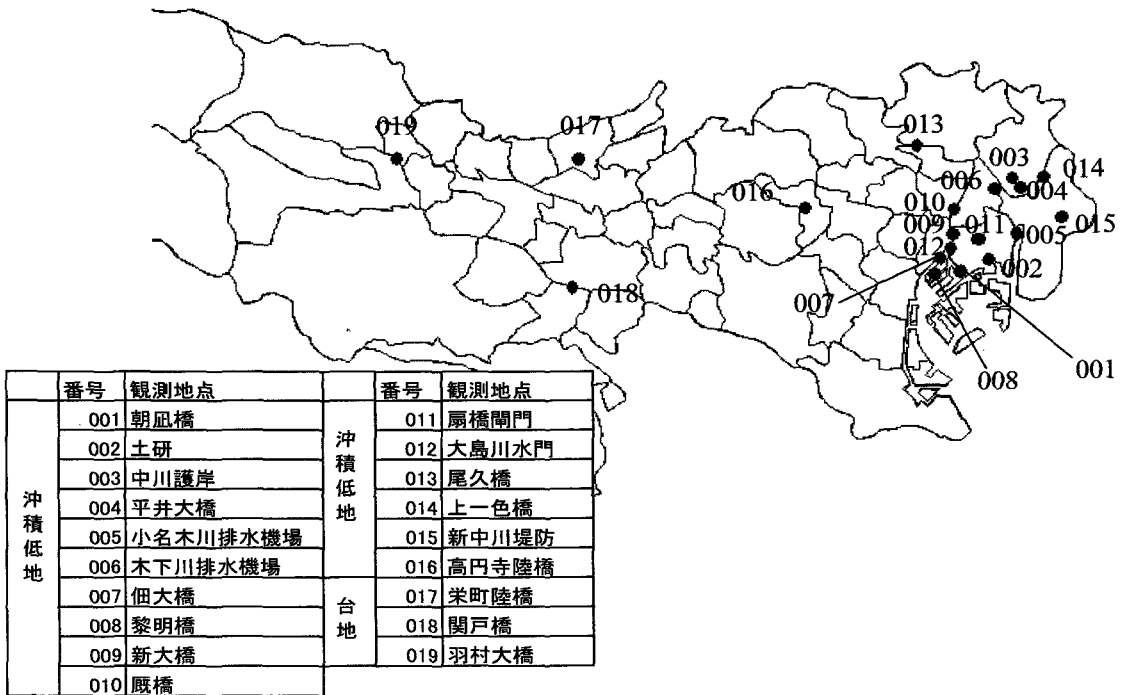 019
017
013
003
014
006
004
016
010
009
011
015
005
012
002
018
007
008
001
番号 観測地点 番号 観測地点
沖積低地
001 朝凪橋
002 土研
003 中川護岸
004 平井大橋
005 小名木川排水機場
006 木下川排水機場
007 佃大橋
008 黎明橋
009 新大橋
010 厩橋
沖積低地
011 扇橋閘門
012 大島川水門
013 尾久橋
014 上一色橋
015 新中川堤防
016 高円寺陸橋
台地
017 栄町陸橋
018 関戸橋
019 羽村大橋